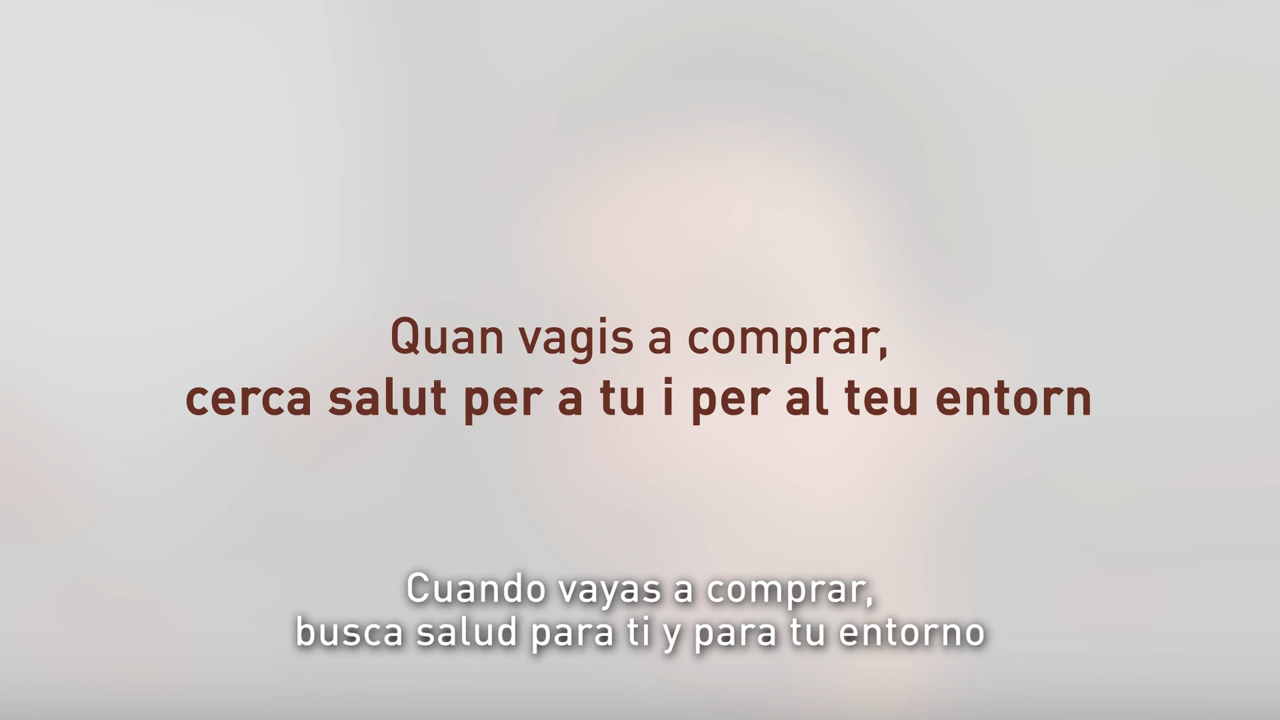 Quan vagis a comprar,
cerca salut per a tu i per al teu entorn
Cuando vayas a comprar,
busca salud para ti y para tu entorno